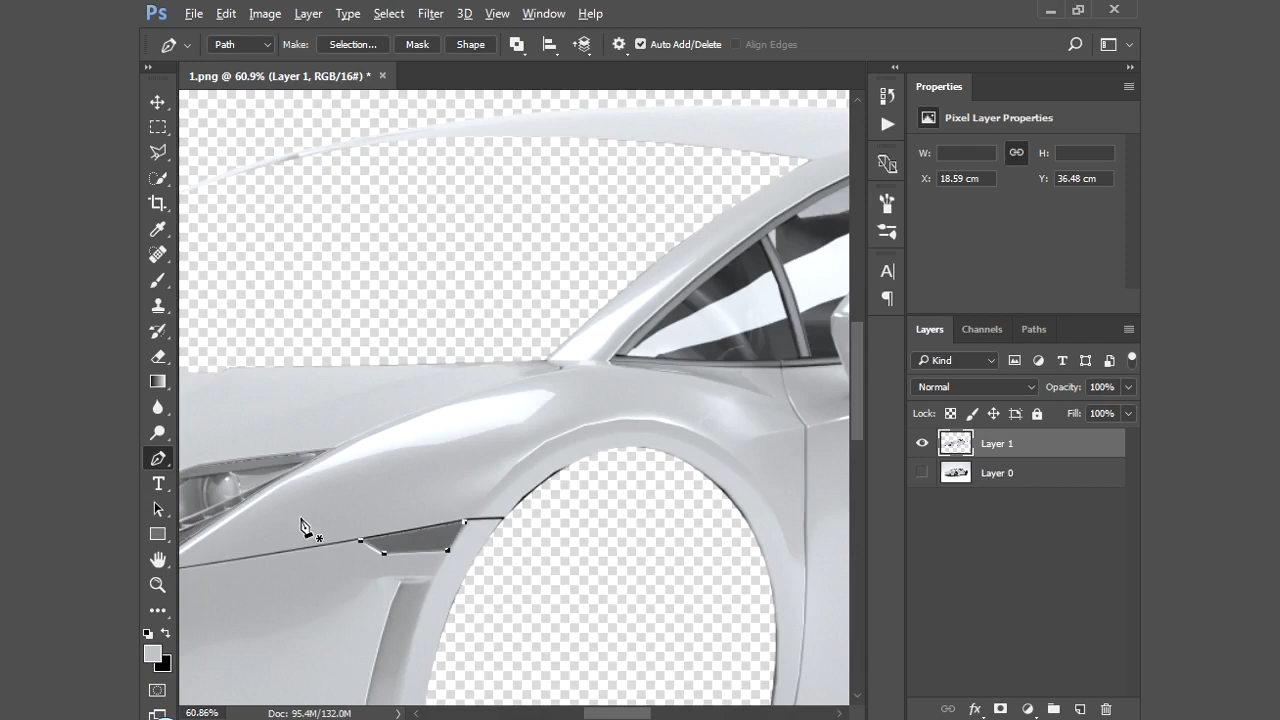 Ps File Edit Image Layer Type Select Filter 3D View Window Help
Path Make: Selection... Mask Shape Auto Add/Delete Align Edges
1.png @ 60.9% (Layer 1, RGB/16#) * ×
Properties
Pixel Layer Properties
W: H:
X: 18.59 cm Y: 36.48 cm
Layers Channels Paths
Kind
Normal Opacity: 100%
Lock: Fill: 100%
Layer 1
Layer 0
60.86% Doc: 95.4M/132.0M